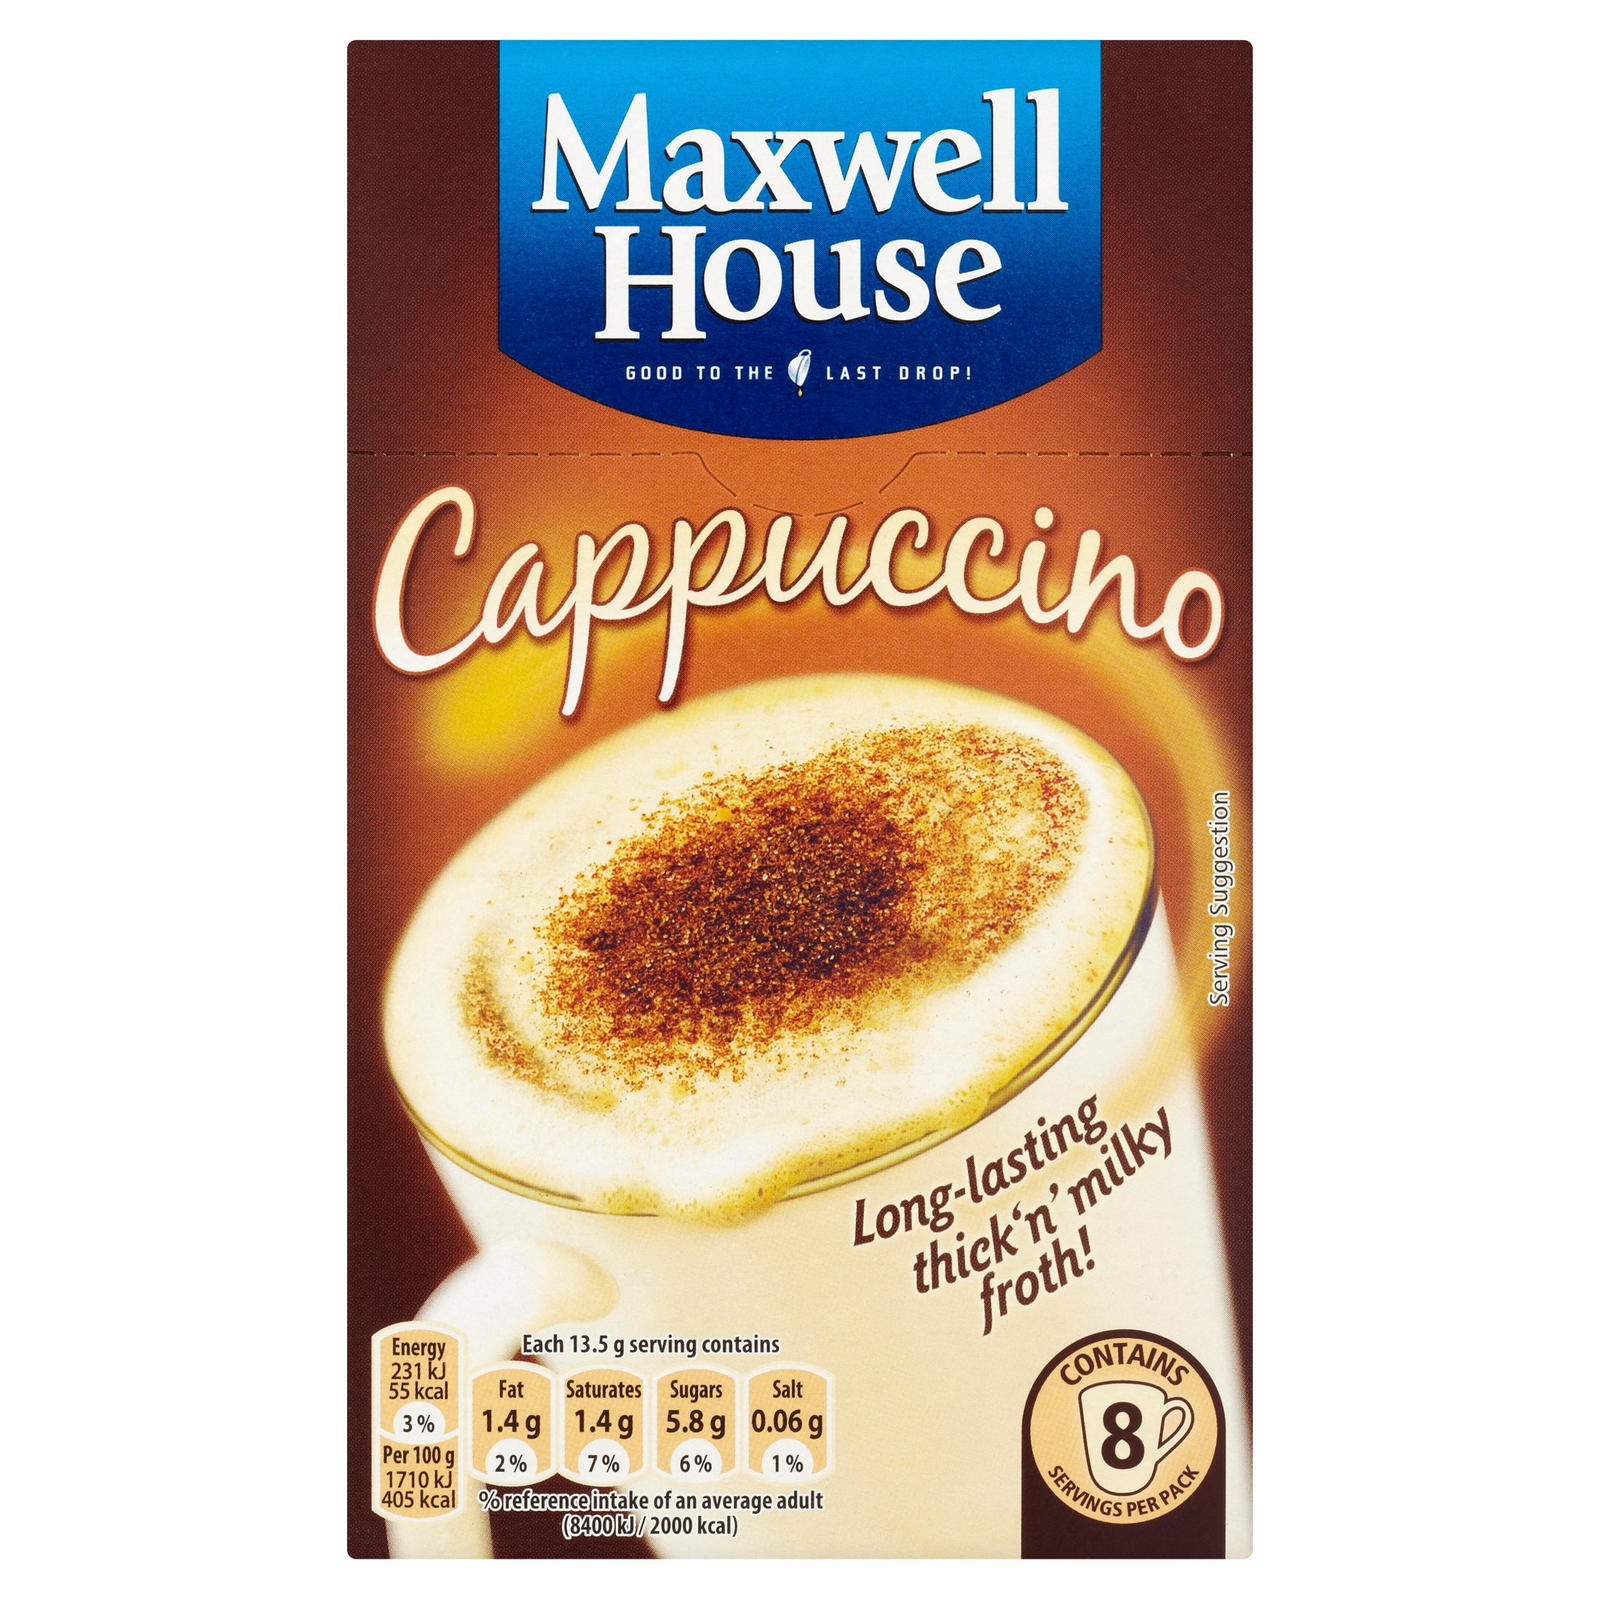 Maxwell
House
GOOD TO THE LAST DROP!
Cappuccino
Serving Suggestion
Long-lasting
thick 'n' milky
froth!
Energy
231 kJ
55 kcal
3 %
Per 100 g
1710 kJ
405 kcal
Each 13.5 g serving contains
Fat
1.4 g
2 %
Saturates
1.4 g
7 %
Sugars
5.8 g
6 %
Salt
0.06 g
1 %
% reference intake of an average adult
(8400 kJ / 2000 kcal)
CONTAINS
8
SERVINGS PER PACK